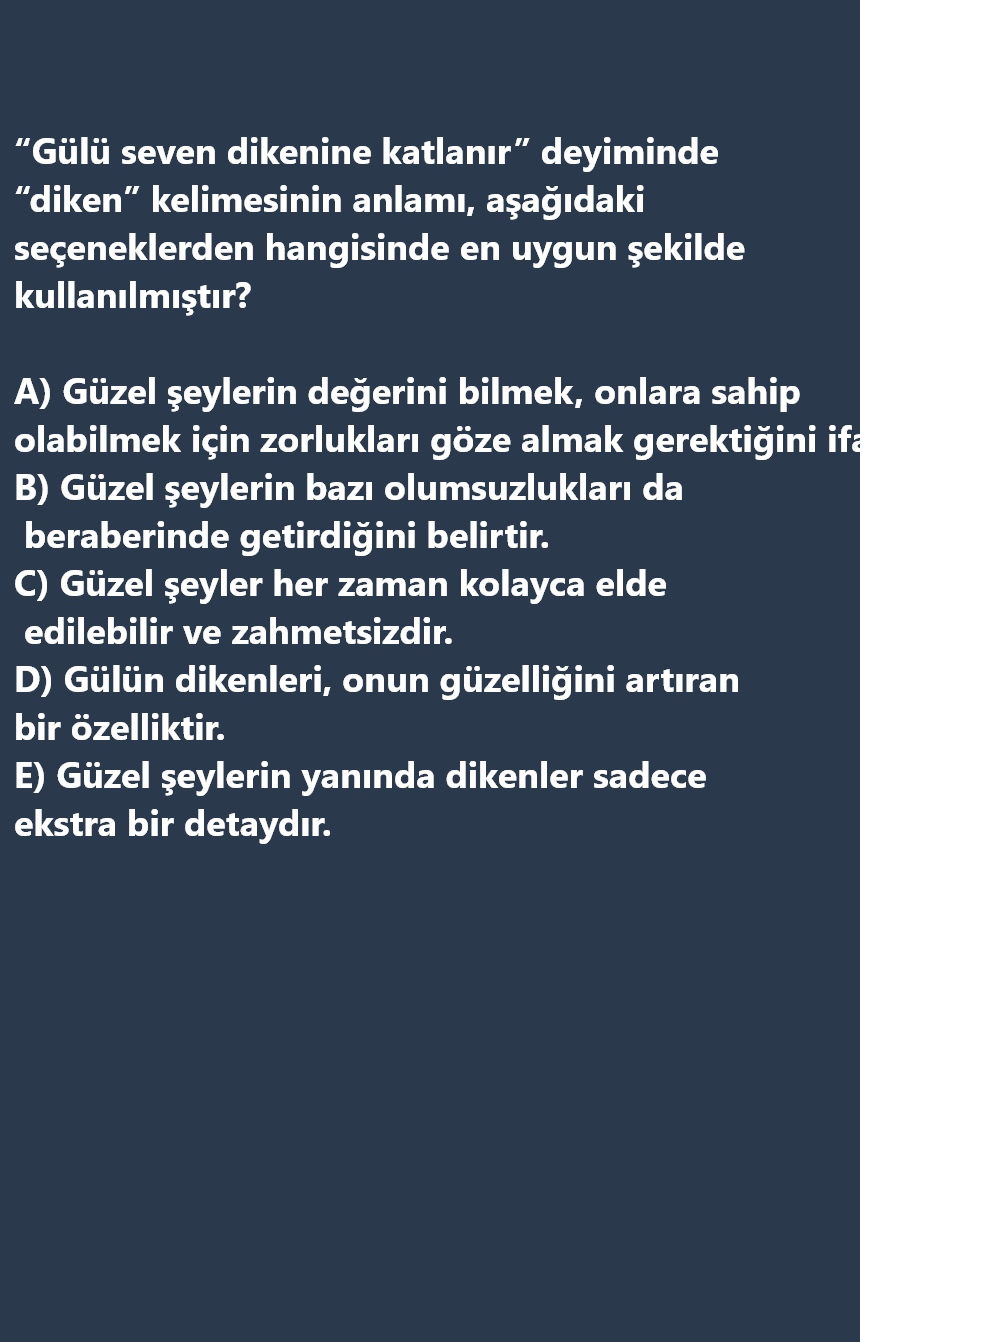 “Gülü seven dikenine katlanır” deyiminde
“diken” kelimesinin anlamı, aşağıdaki
seçeneklerden hangisinde en uygun şekilde
kullanılmıştır?
A) Güzel şeylerin değerini bilmek, onlara sahip
olabilmek için zorlukları göze almak gerektiğini
B) Güzel şeylerin bazı olumsuzlukları da
beraberinde getirdiğini belirtir.
C) Güzel şeyler her zaman kolayca elde
edilebilir ve zahmetsizdir.
D) Gülün dikenleri, onun güzelliğini artıran
bir özelliktir.
E) Güzel şeylerin yanında dikenler sadece
ekstra bir detaydır.